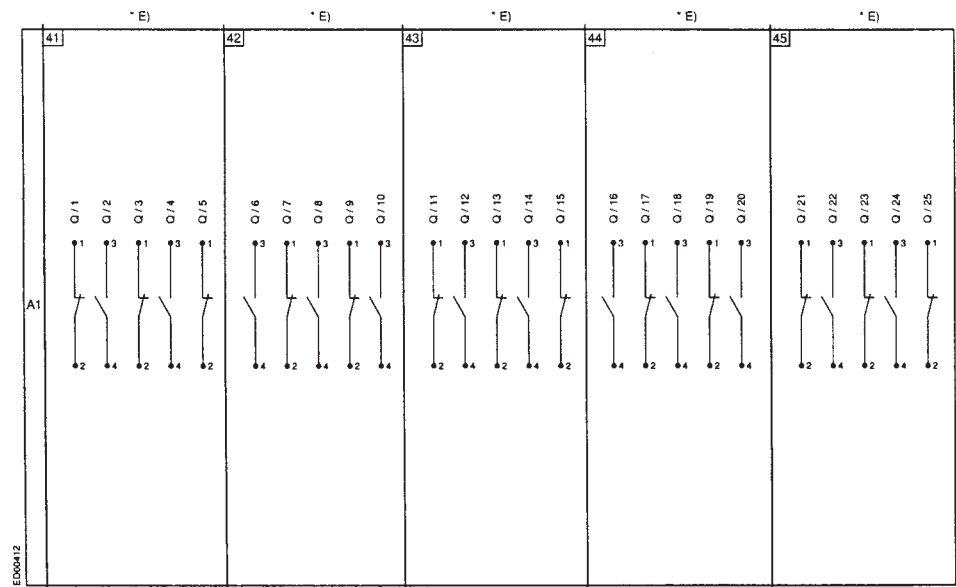 * E) * E) * E) * E) * E)
41 42 43 44 45
Q/1 Q/2 Q/3 Q/4 Q/5 Q/6 Q/7 Q/8 Q/9 Q/10 Q/11 Q/12 Q/13 Q/14 Q/15 Q/16 Q/17 Q/18 Q/19 Q/20 Q/21 Q/22 Q/23 Q/24 Q/25
1 3 1 3 1 3 1 3 1 3 1 3 1 3 1 3 1 3 1 3 1 3 1 3 1
A1
2 4 2 4 2 4 2 4 2 4 2 4 2 4 2 4 2 4 2 4 2 4 2 4 2
ED00412